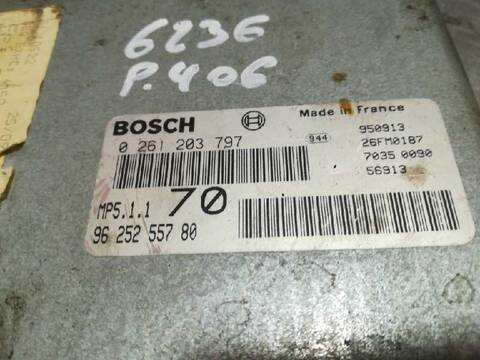 623E
P.406
Made in France
BOSCH
0 261 203 797
944
950913
26FM0187
7035 0090
56913
MP5.1.1
70
96 252 557 80